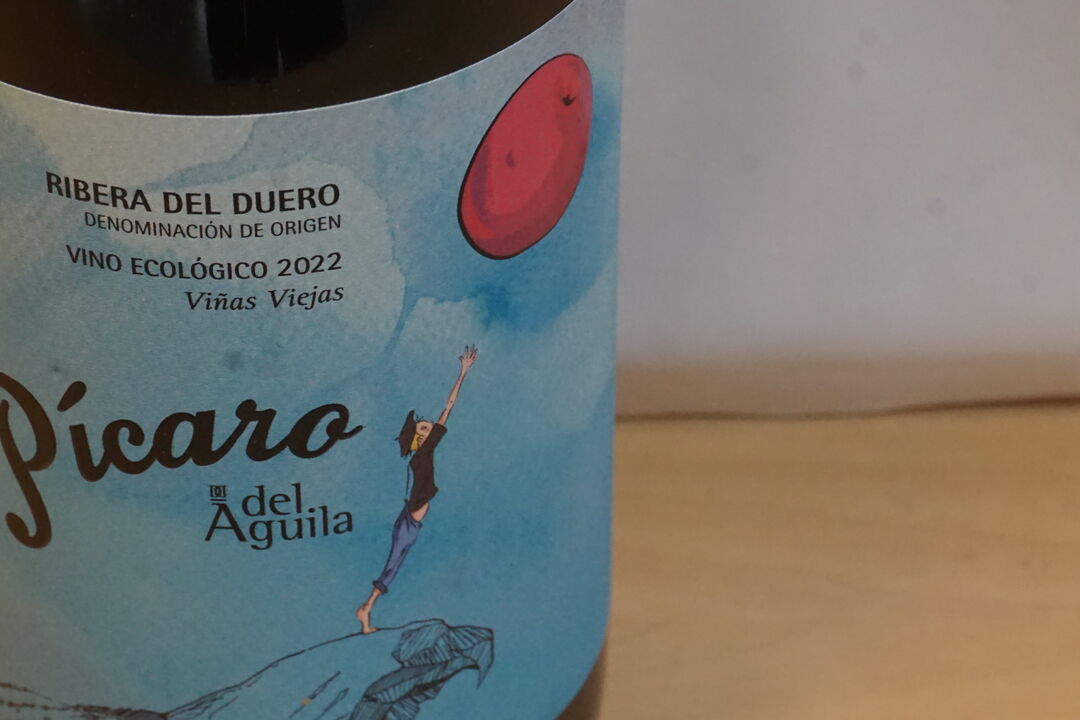 RIBERA DEL DUERO
DENOMINACIÓN DE ORIGEN
VINO ECOLÓGICO 2022
Viñas Viejas
Pícaro
del
Águila